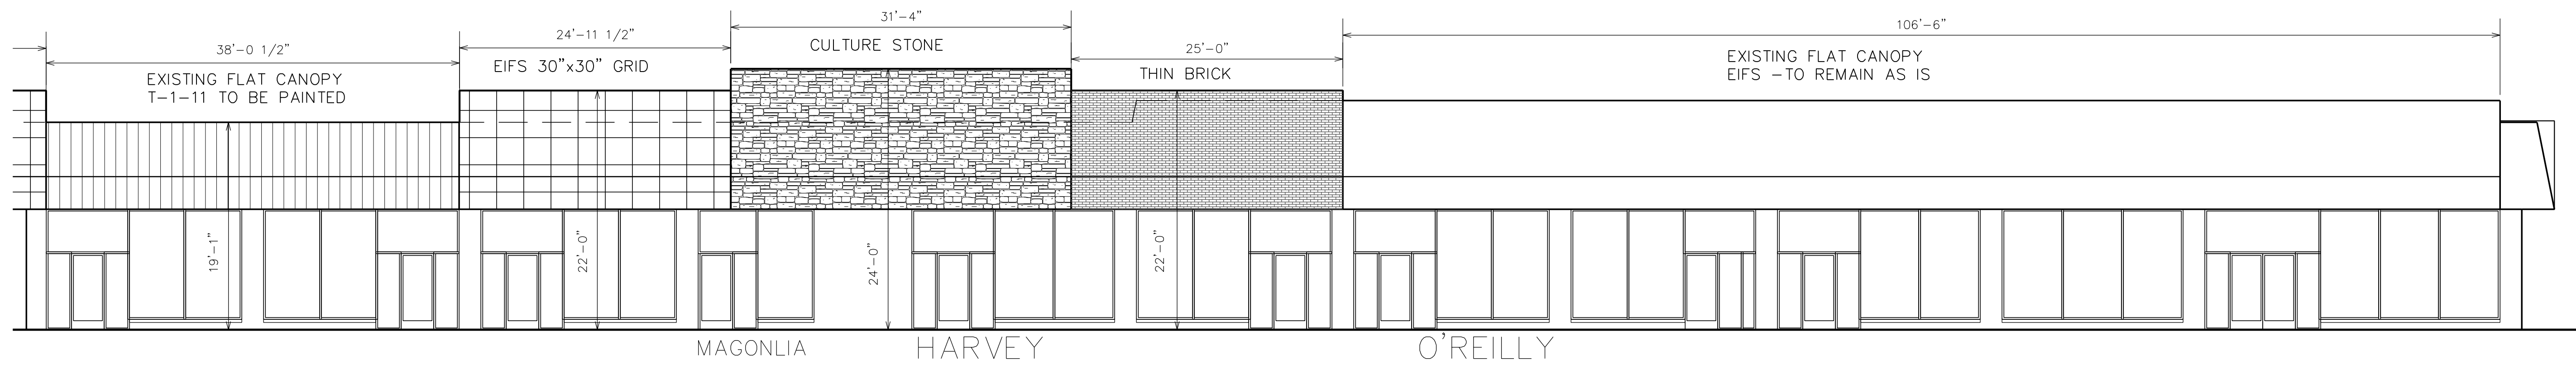 38'-0 1/2"
EXISTING FLAT CANOPY
T-1-11 TO BE PAINTED
24'-11 1/2"
EIFS 30"x30" GRID
31'-4"
CULTURE STONE
25'-0"
THIN BRICK
106'-6"
EXISTING FLAT CANOPY
EIFS -TO REMAIN AS IS
19'-1"
22'-0"
24'-0"
22'-0"
MAGONLIA
HARVEY
O'REILLY